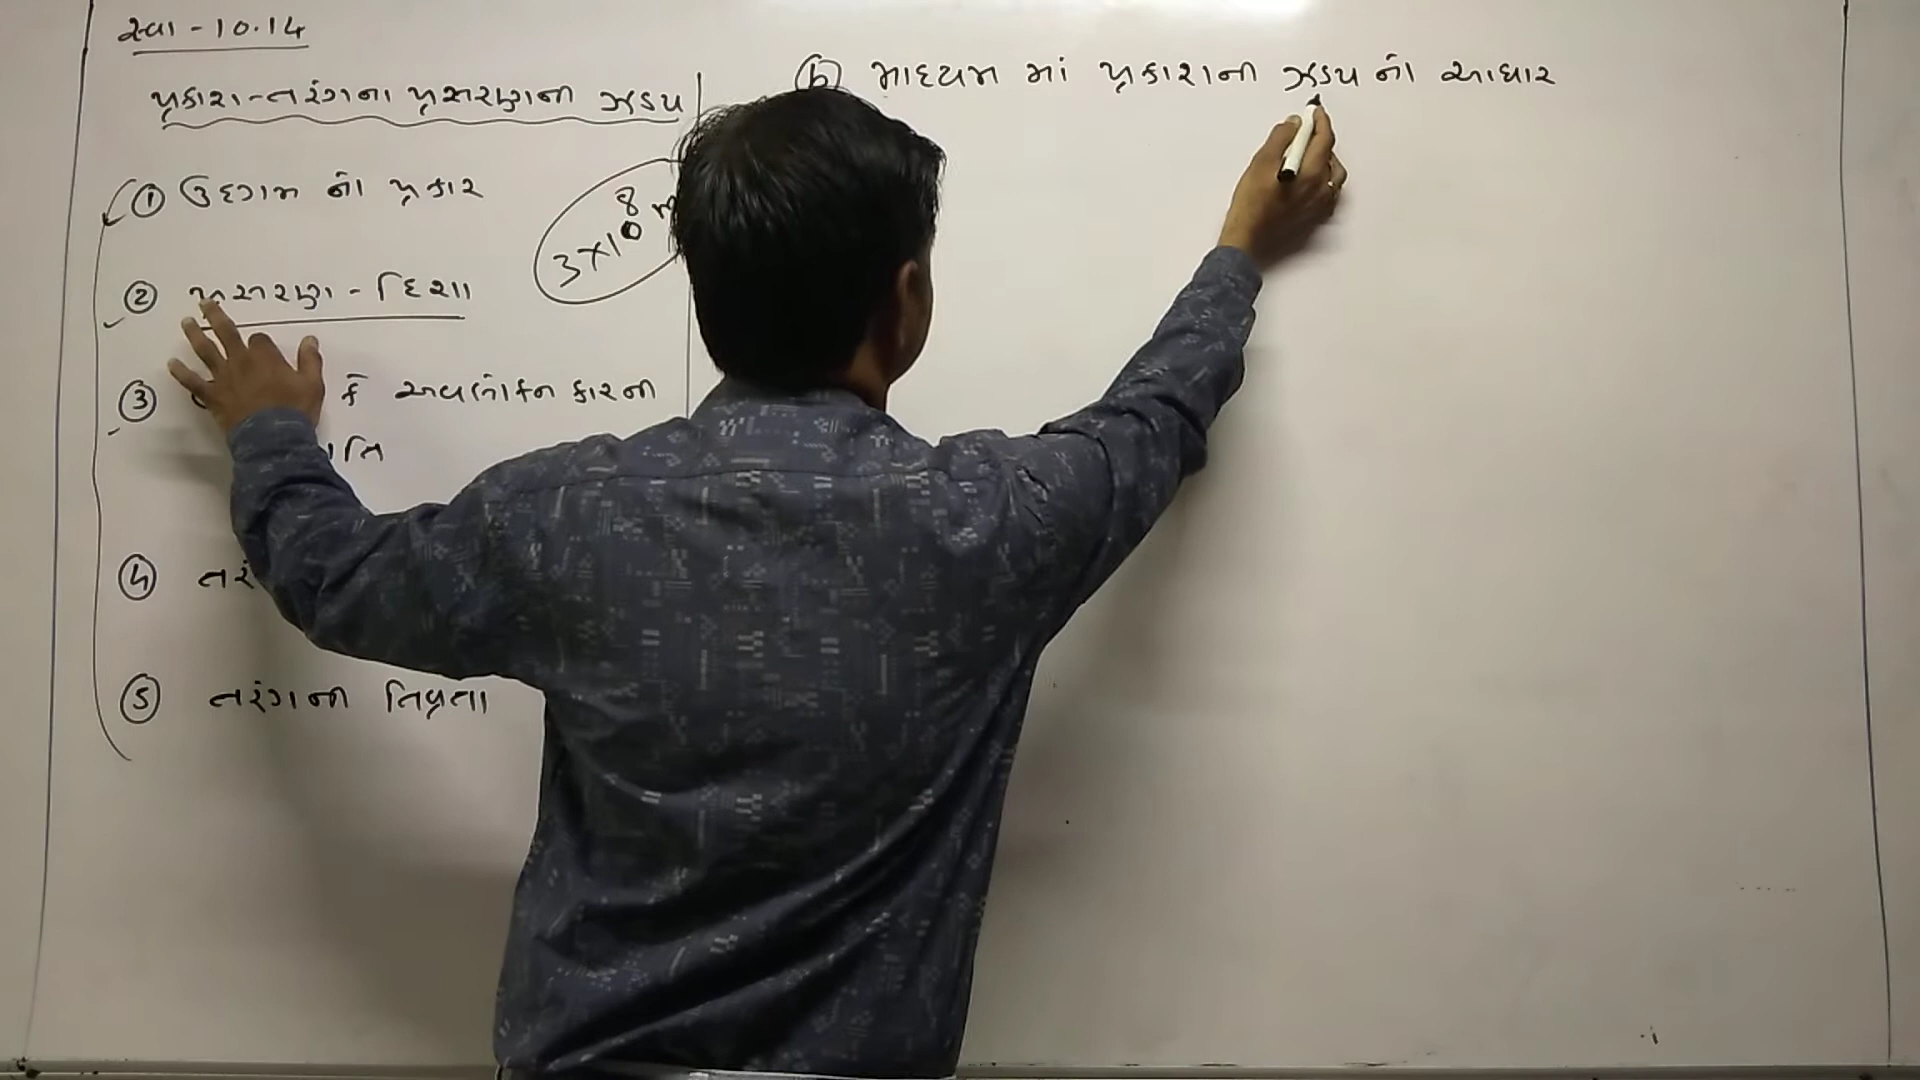 સ્વા - 10.14
પ્રકાશ-તરંગના પ્રસરણની ઝડપ
① ઉદગમ નો પ્રકાર
3×10⁸ m
② પ્રસરણ - દિશા
③ કે અવલોકન કારની
④
⑤ તરંગની તિવ્રતા
(b) માધ્યમ માં પ્રકાશની ઝડપ નો આધાર